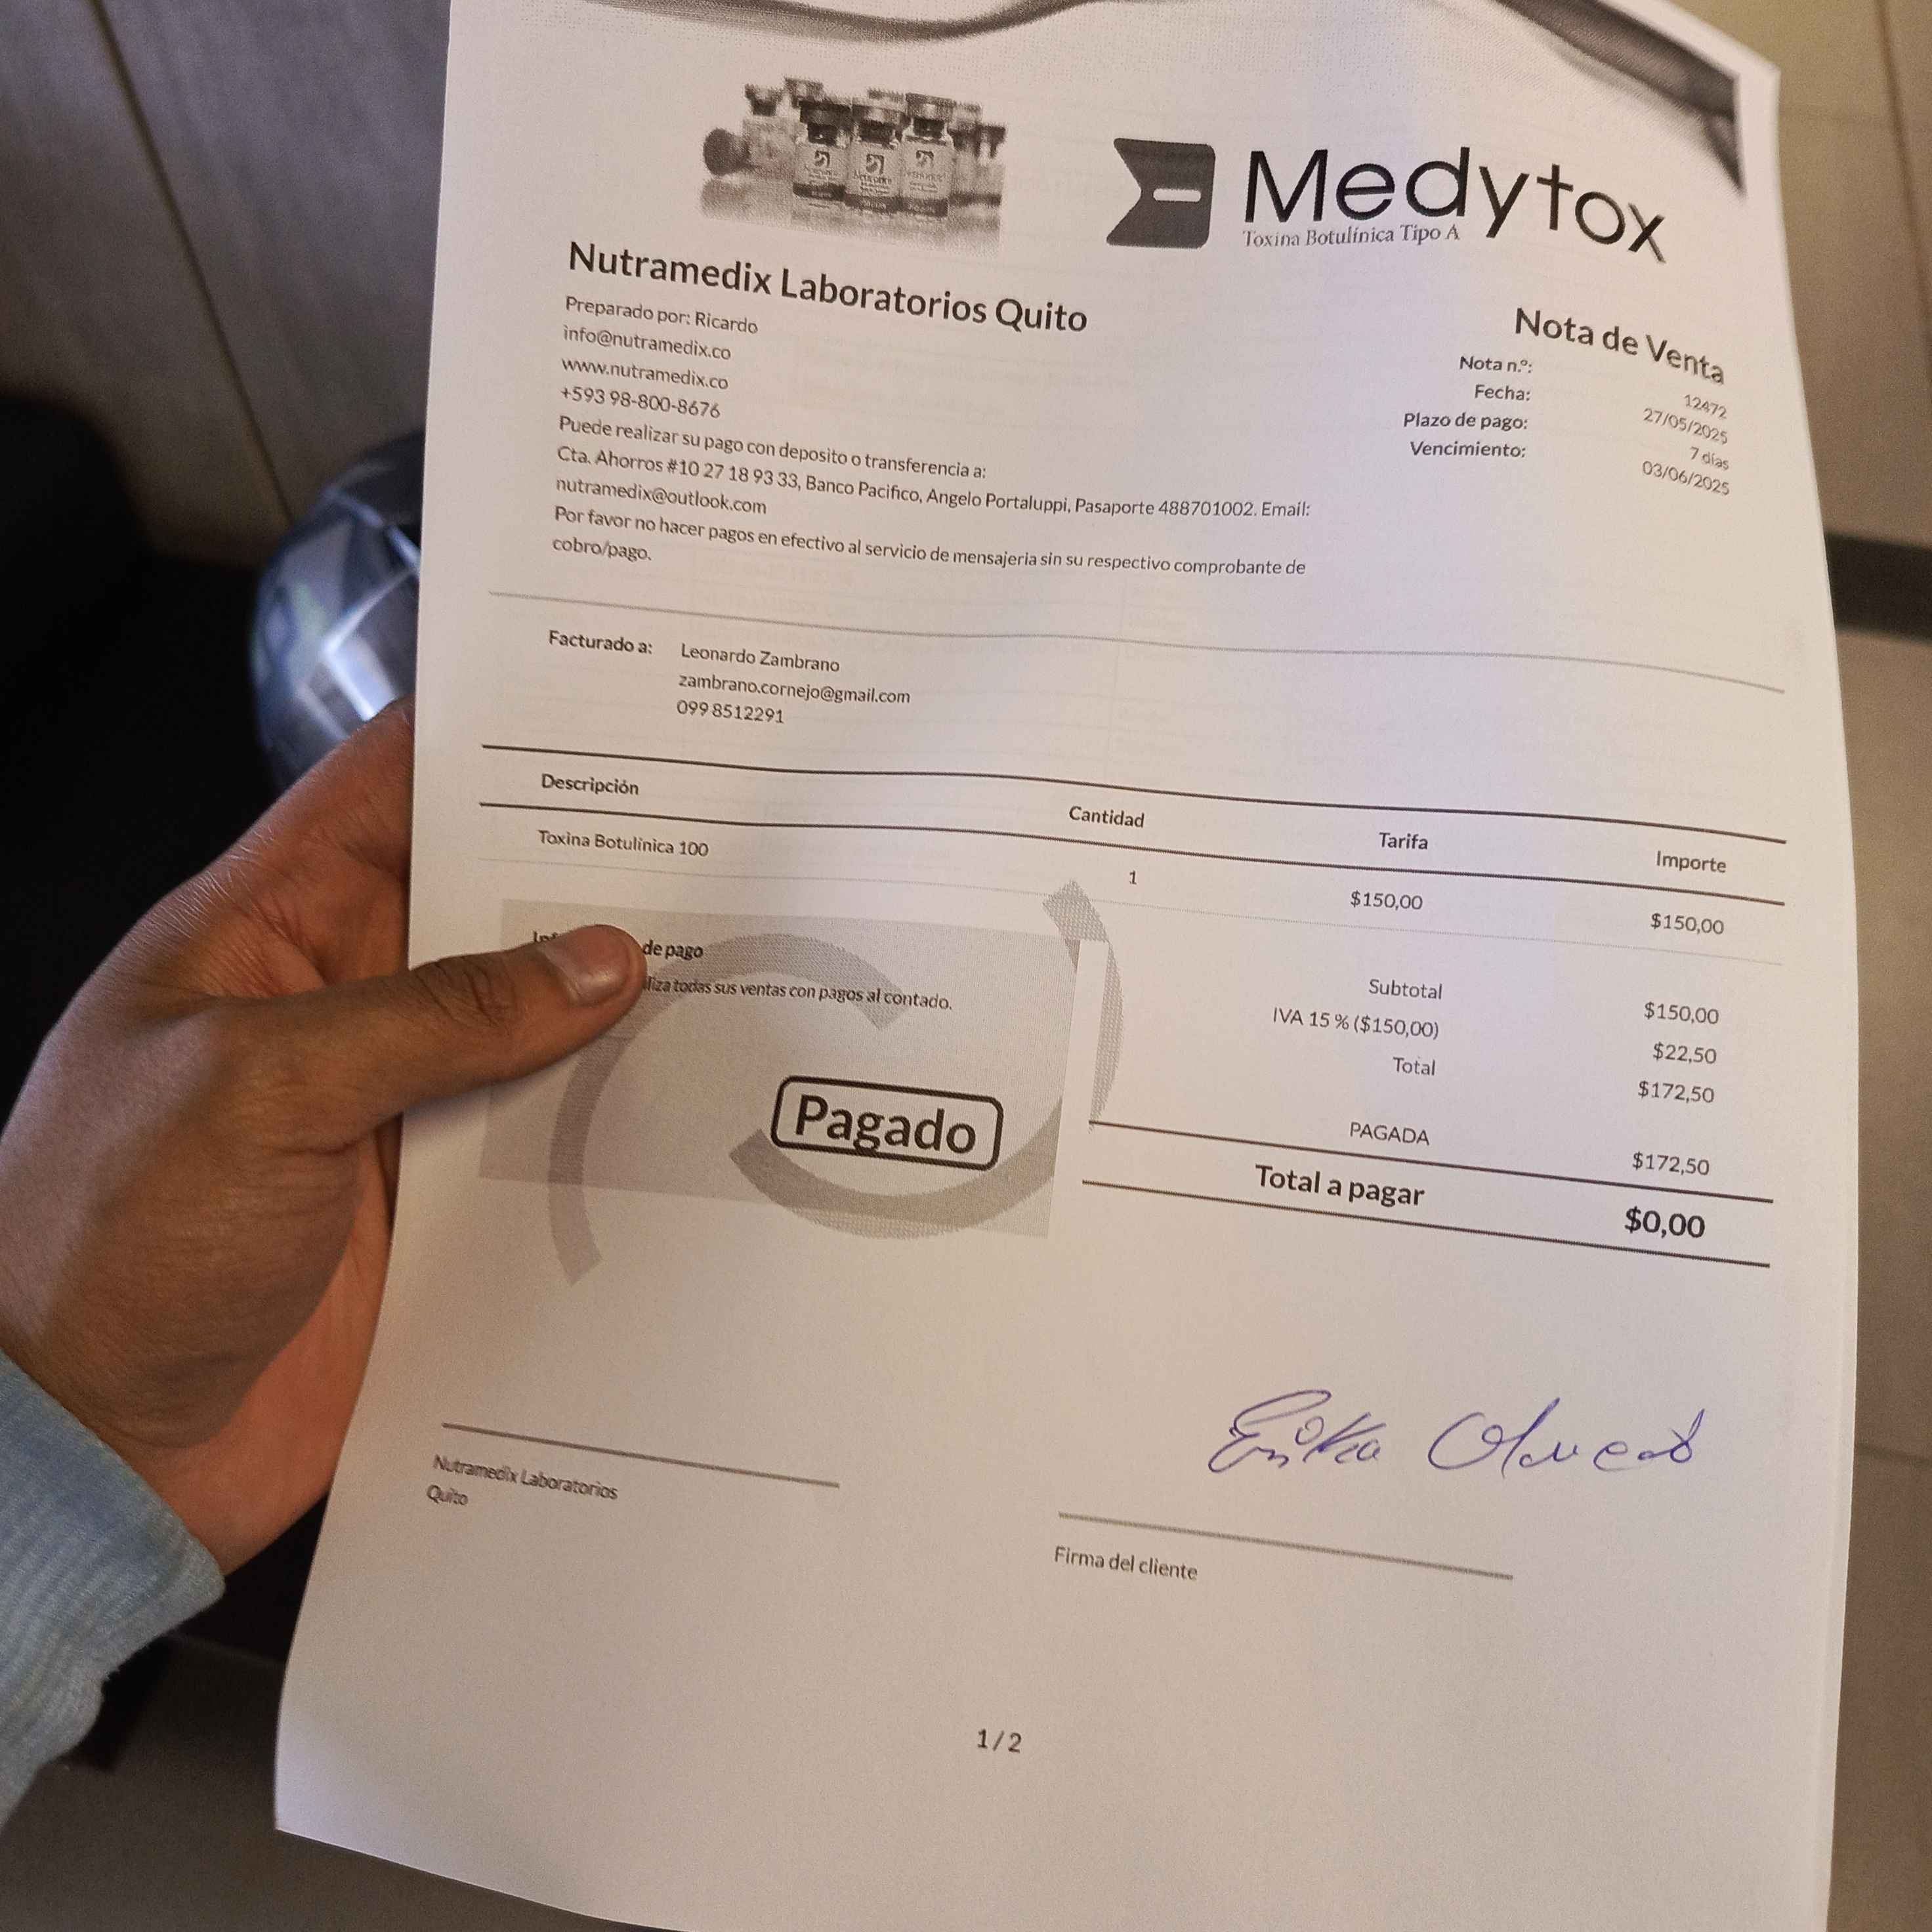 Medytox
Toxina Botulínica Tipo A
Nutramedix Laboratorios Quito
Preparado por: Ricardo
info@nutramedix.co
www.nutramedix.co
+593 98-800-8676
Puede realizar su pago con deposito o transferencia a:
Cta. Ahorros #10 27 18 93 33, Banco Pacifico, Angelo Portaluppi, Pasaporte 488701002. Email:
nutramedix@outlook.com
Por favor no hacer pagos en efectivo al servicio de mensajeria sin su respectivo comprobante de
cobro/pago.
Nota de Venta
Nota n.º: 12472
Fecha: 27/05/2025
Plazo de pago: 7 días
Vencimiento: 03/06/2025
Facturado a: Leonardo Zambrano
zambrano.cornejo@gmail.com
099 8512291
Descripción Cantidad Tarifa Importe
Toxina Botulínica 100 1 $150,00 $150,00
de pago
todas sus ventas con pagos al contado.
Pagado
Subtotal $150,00
IVA 15 % ($150,00) $22,50
Total $172,50
PAGADA $172,50
Total a pagar $0,00
Erika
Nutramedix Laboratorios
Quito
Firma del cliente
1 / 2